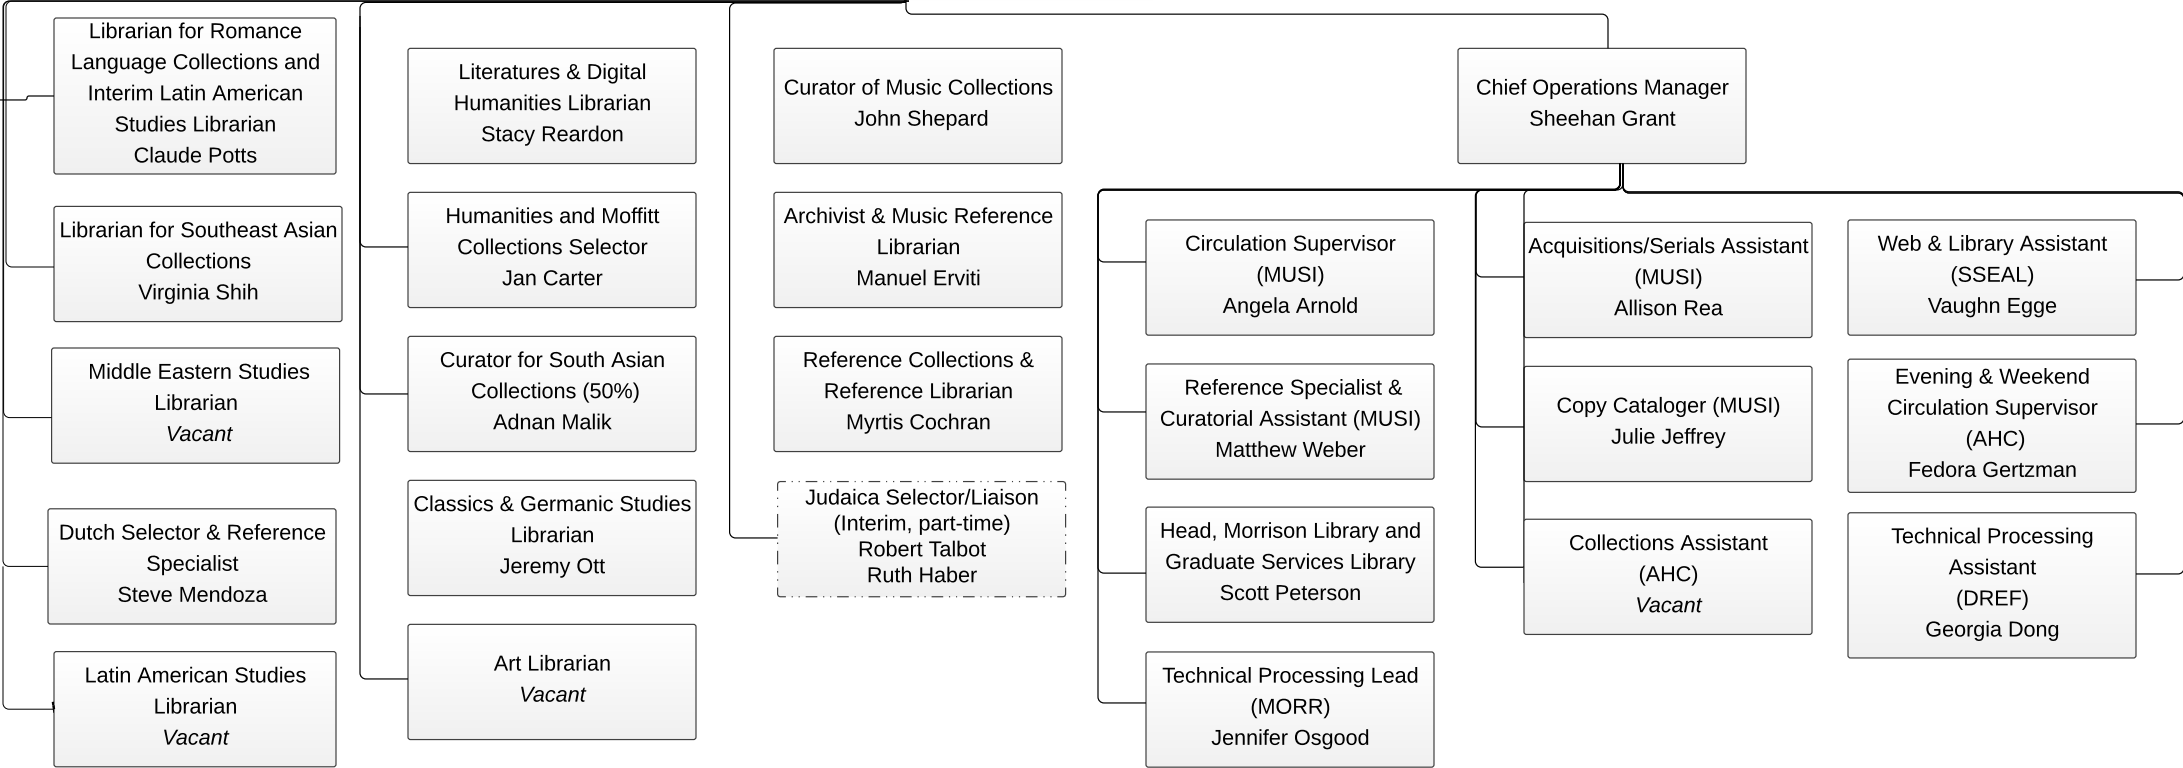 Librarian for Romance
Language Collections and
Interim Latin American
Studies Librarian
Claude Potts
Librarian for Southeast Asian
Collections
Virginia Shih
Middle Eastern Studies
Librarian
Vacant
Dutch Selector & Reference
Specialist
Steve Mendoza
Latin American Studies
Librarian
Vacant
Literatures & Digital
Humanities Librarian
Stacy Reardon
Humanities and Moffitt
Collections Selector
Jan Carter
Curator for South Asian
Collections (50%)
Adnan Malik
Classics & Germanic Studies
Librarian
Jeremy Ott
Art Librarian
Vacant
Curator of Music Collections
John Shepard
Archivist & Music Reference
Librarian
Manuel Erviti
Reference Collections &
Reference Librarian
Myrtis Cochran
Judaica Selector/Liaison
(Interim, part-time)
Robert Talbot
Ruth Haber
Chief Operations Manager
Sheehan Grant
Circulation Supervisor
(MUSI)
Angela Arnold
Reference Specialist &
Curatorial Assistant (MUSI)
Matthew Weber
Head, Morrison Library and
Graduate Services Library
Scott Peterson
Technical Processing Lead
(MORR)
Jennifer Osgood
Acquisitions/Serials Assistant
(MUSI)
Allison Rea
Copy Cataloger (MUSI)
Julie Jeffrey
Collections Assistant
(AHC)
Vacant
Web & Library Assistant
(SSEAL)
Vaughn Egge
Evening & Weekend
Circulation Supervisor
(AHC)
Fedora Gertzman
Technical Processing
Assistant
(DREF)
Georgia Dong